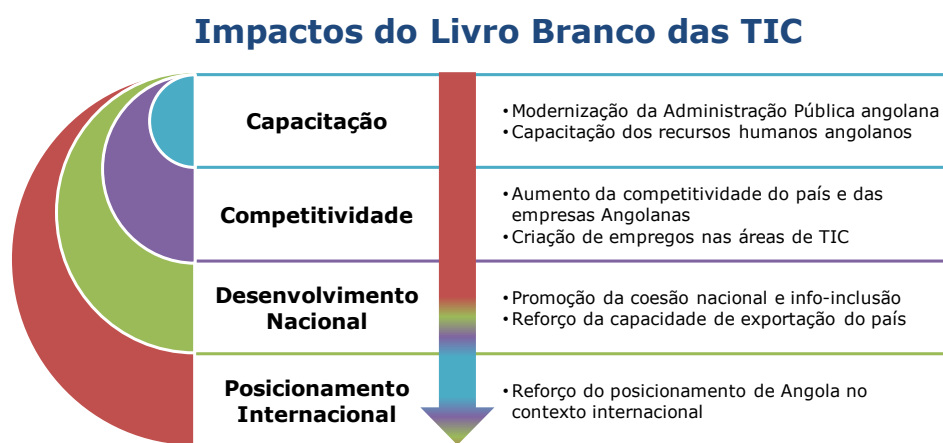 Impactos do Livro Branco das TIC
Capacitação
•Modernização da Administração Pública angolana
•Capacitação dos recursos humanos angolanos
Competitividade
•Aumento da competitividade do país e das
empresas Angolanas
•Criação de empregos nas áreas de TIC
Desenvolvimento
Nacional
•Promoção da coesão nacional e info-inclusão
•Reforço da capacidade de exportação do país
Posicionamento
Internacional
•Reforço do posicionamento de Angola no
contexto internacional